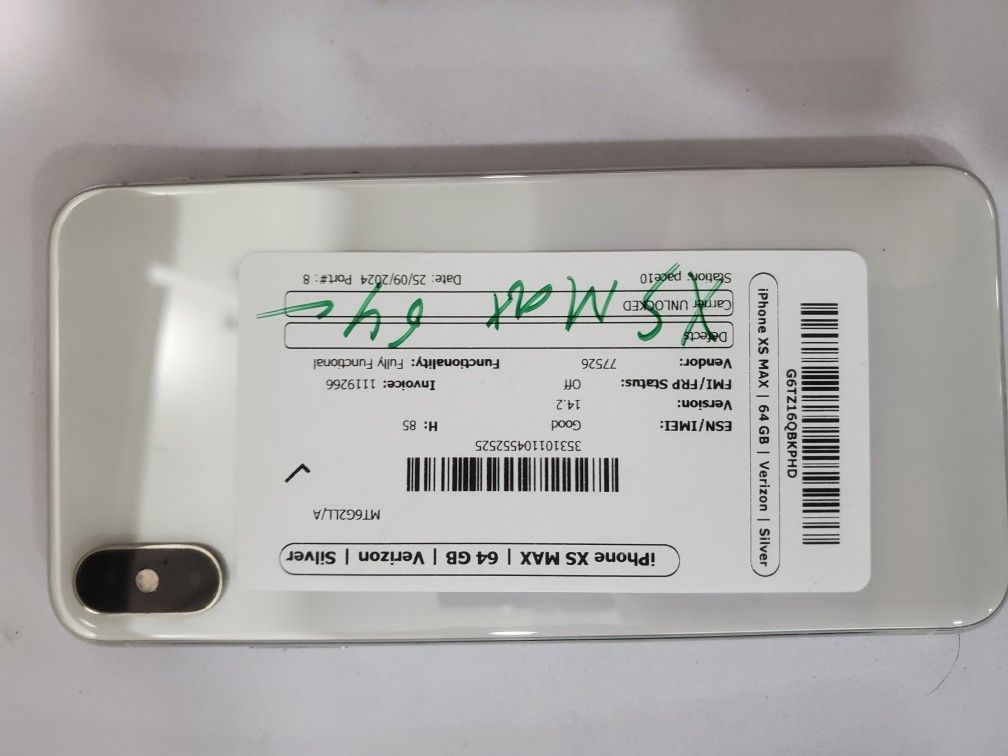 iPhone XS MAX | 64 GB | Verizon | Silver
MT6G2LL/A
353101104552525
ESN/IMEI: Good H: 85
Version: 14.2
FMI/FRP Status: Off Invoice: 1119266
Vendor: 77526 Functionality: Fully Functional
Defects
Carrier UNLOCKED
Station: pace10 Date: 25/09/2024 Port#: 8
XS Max 64
iPhone XS MAX | 64 GB | Verizon | Silver
G6TZ16QBKPHD